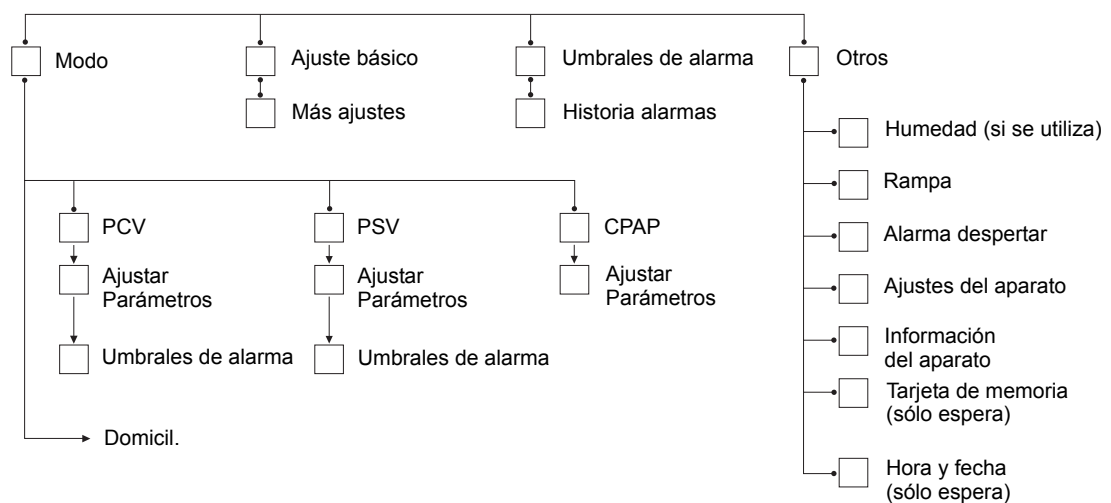 Modo
Ajuste básico
Umbrales de alarma
Otros
Más ajustes
Historia alarmas
Humedad (si se utiliza)
Rampa
PCV
PSV
CPAP
Alarma despertar
Ajustar
Parámetros
Ajustar
Parámetros
Ajustar
Parámetros
Ajustes del aparato
Umbrales de alarma
Umbrales de alarma
Información
del aparato
Tarjeta de memoria
(sólo espera)
Domicil.
Hora y fecha
(sólo espera)